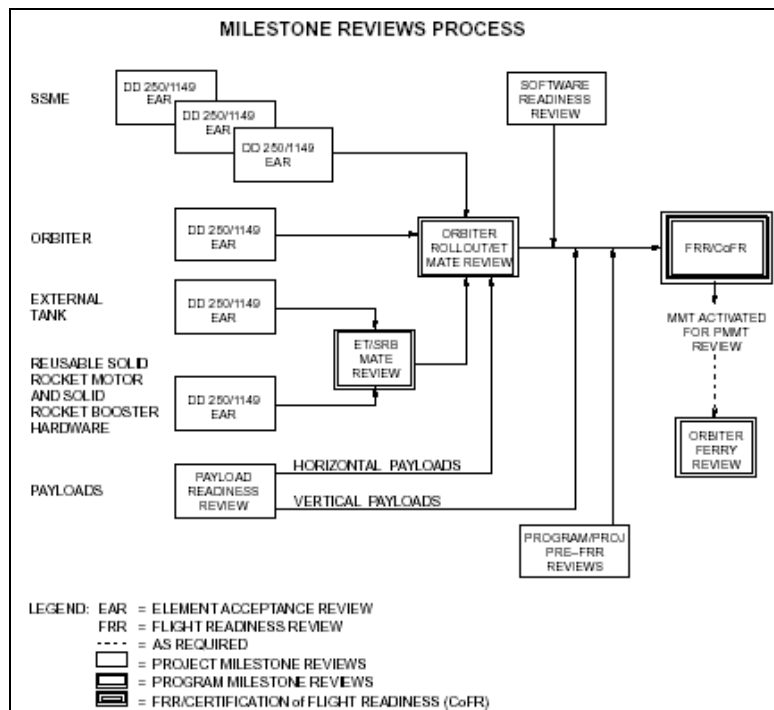 MILESTONE REVIEWS PROCESS
SSME
DD 250/1149
EAR
DD 250/1149
EAR
DD 250/1149
EAR
SOFTWARE
READINESS
REVIEW
ORBITER
DD 250/1149
EAR
ORBITER
ROLLOUT/ET
MATE REVIEW
FRR/CoFR
EXTERNAL
TANK
DD 250/1149
EAR
MMT ACTIVATED
FOR PMMT
REVIEW
ET/SRB
MATE
REVIEW
REUSABLE SOLID
ROCKET MOTOR
AND SOLID
ROCKET BOOSTER
HARDWARE
DD 250/1149
EAR
ORBITER
FERRY
REVIEW
PAYLOADS
PAYLOAD
READINESS
REVIEW
HORIZONTAL PAYLOADS
VERTICAL PAYLOADS
PROGRAM/PROJ
PRE-FRR
REVIEWS
LEGEND: EAR = ELEMENT ACCEPTANCE REVIEW
FRR = FLIGHT READINESS REVIEW
---- = AS REQUIRED
= PROJECT MILESTONE REVIEWS
= PROGRAM MILESTONE REVIEWS
= FRR/CERTIFICATION of FLIGHT READINESS (CoFR)